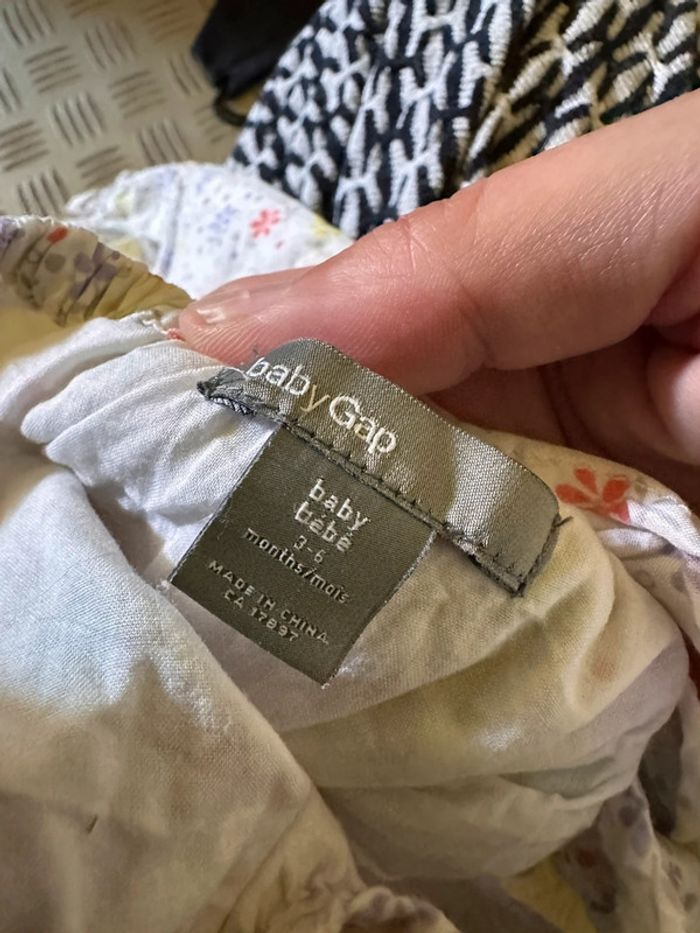 babyGap
baby
bébé
3-6
months/mois
MADE IN CHINA
CA 17897